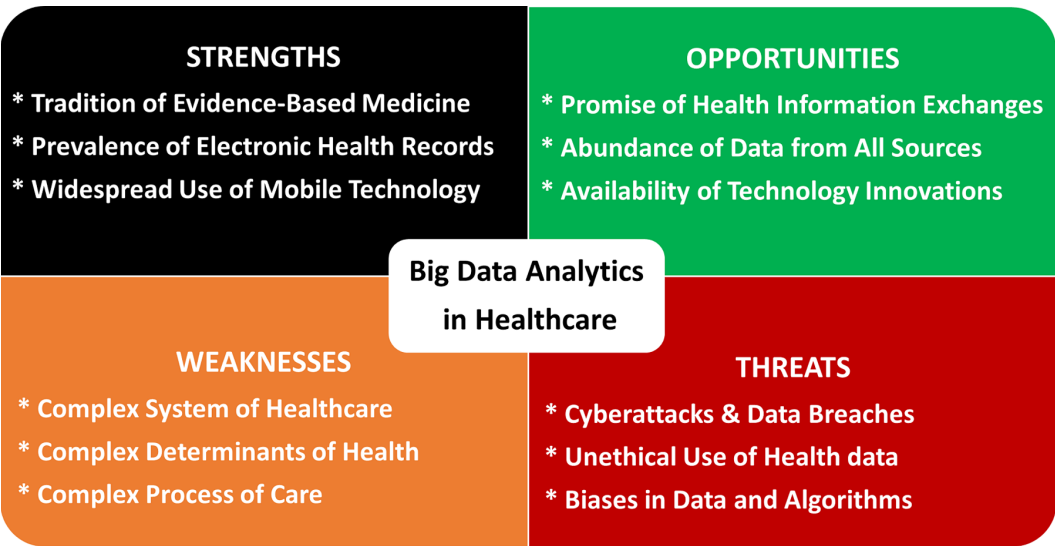 STRENGTHS
* Tradition of Evidence-Based Medicine
* Prevalence of Electronic Health Records
* Widespread Use of Mobile Technology
OPPORTUNITIES
* Promise of Health Information Exchanges
* Abundance of Data from All Sources
* Availability of Technology Innovations
Big Data Analytics
in Healthcare
WEAKNESSES
* Complex System of Healthcare
* Complex Determinants of Health
* Complex Process of Care
THREATS
* Cyberattacks & Data Breaches
* Unethical Use of Health data
* Biases in Data and Algorithms